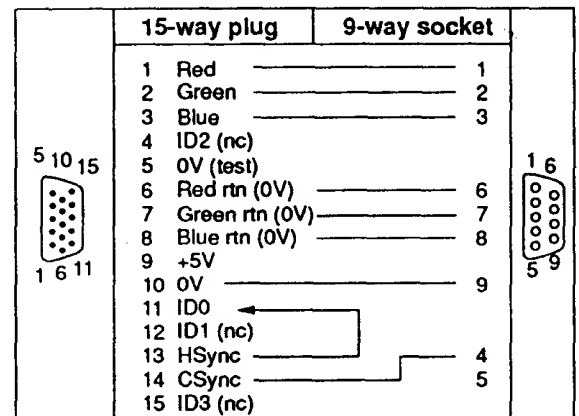 15-way plug 9-way socket
1 Red 1
2 Green 2
3 Blue 3
4 ID2 (nc)
5 0V (test)
6 Red rtn (0V) 6
7 Green rtn (0V) 7
8 Blue rtn (0V) 8
9 +5V
10 0V 9
11 ID0
12 ID1 (nc)
13 HSync 4
14 CSync 5
15 ID3 (nc)
5 10 15
1 6 11
1 6
5 9